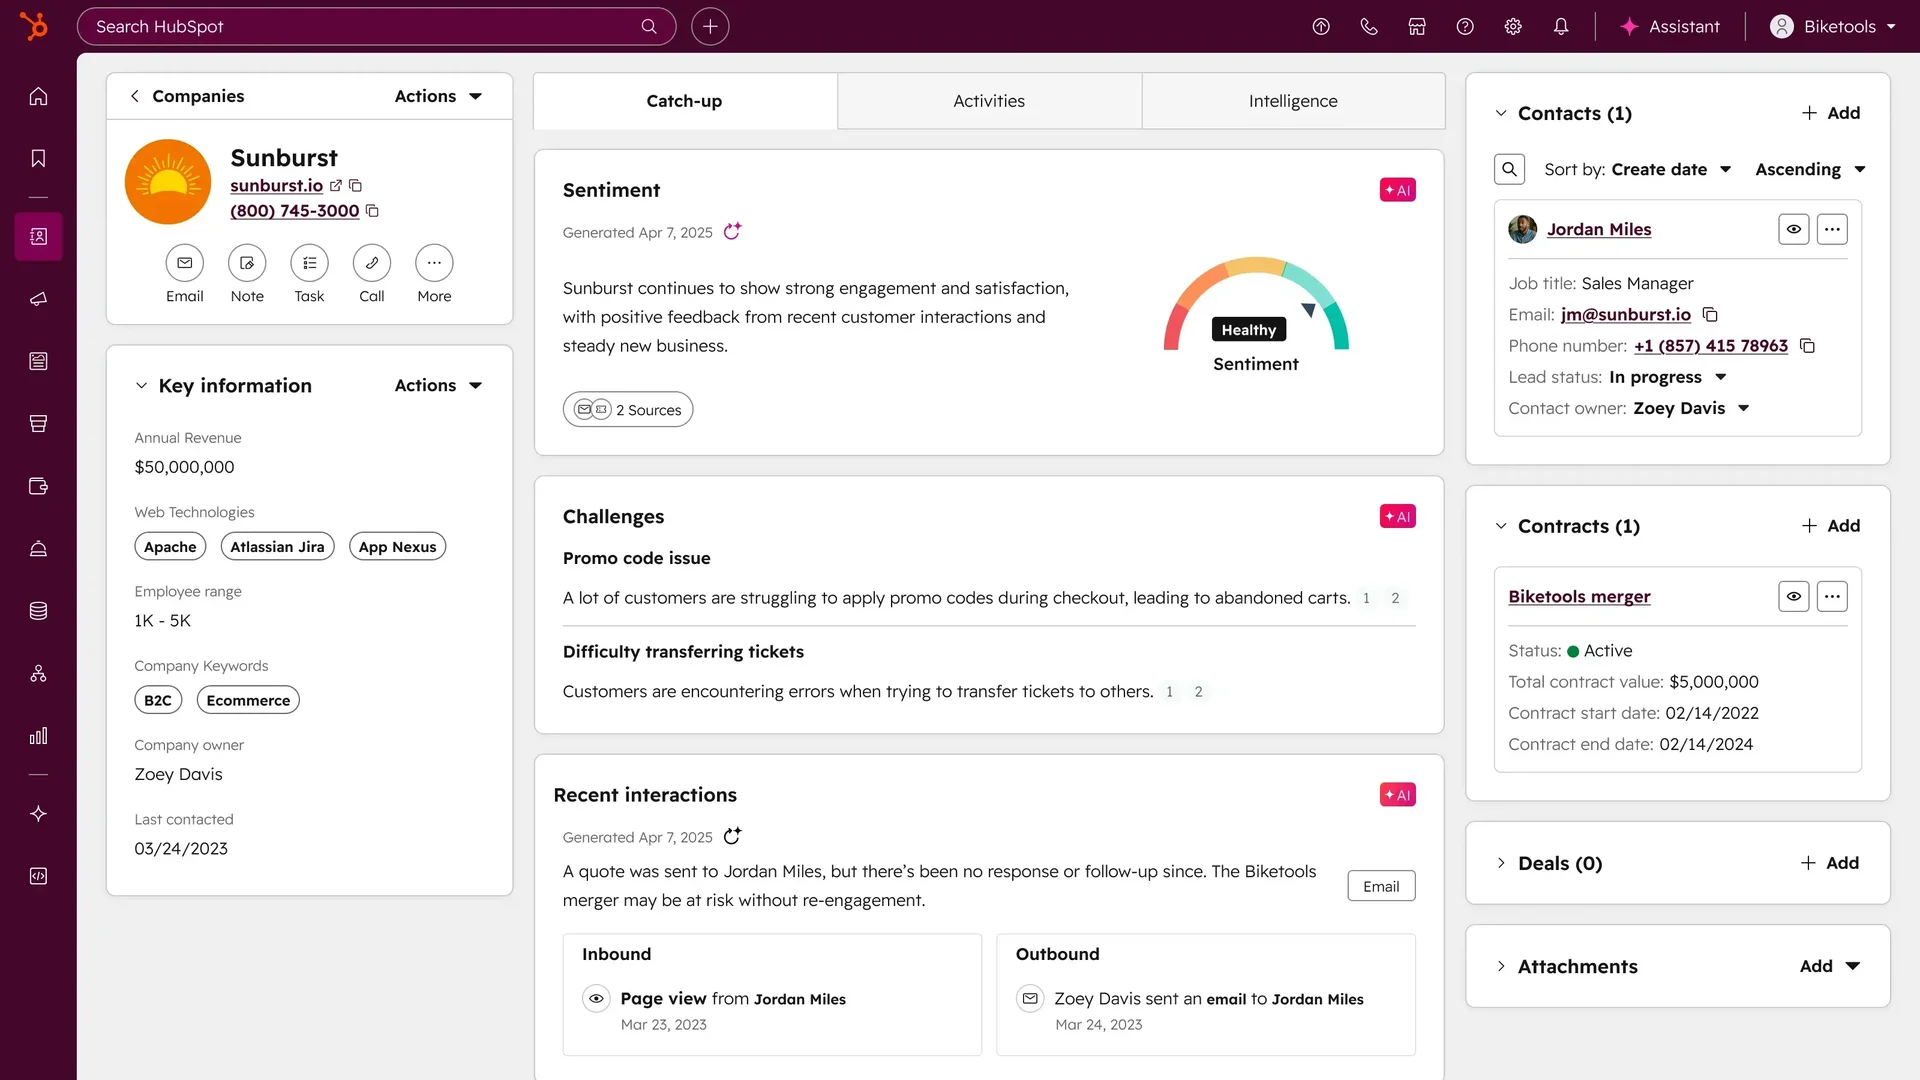 Search HubSpot
Assistant
Biketools
Companies
Actions
Sunburst
sunburst.io
(800) 745-3000
Email
Note
Task
Call
More
Key information
Actions
Annual Revenue
$50,000,000
Web Technologies
Apache
Atlassian Jira
App Nexus
Employee range
1K - 5K
Company Keywords
B2C
Ecommerce
Company owner
Zoey Davis
Last contacted
03/24/2023
Catch-up
Activities
Intelligence
Sentiment
AI
Generated Apr 7, 2025
Sunburst continues to show strong engagement and satisfaction,
with positive feedback from recent customer interactions and
steady new business.
2 Sources
Healthy
Sentiment
Challenges
AI
Promo code issue
A lot of customers are struggling to apply promo codes during checkout, leading to abandoned carts. 1 2
Difficulty transferring tickets
Customers are encountering errors when trying to transfer tickets to others. 1 2
Recent interactions
AI
Generated Apr 7, 2025
A quote was sent to Jordan Miles, but there’s been no response or follow-up since. The Biketools
merger may be at risk without re-engagement.
Email
Inbound
Page view from Jordan Miles
Mar 23, 2023
Outbound
Zoey Davis sent an email to Jordan Miles
Mar 24, 2023
Contacts (1)
+ Add
Sort by: Create date
Ascending
Jordan Miles
Job title: Sales Manager
Email: jm@sunburst.io
Phone number: +1 (857) 415 78963
Lead status: In progress
Contact owner: Zoey Davis
Contracts (1)
+ Add
Biketools merger
Status: Active
Total contract value: $5,000,000
Contract start date: 02/14/2022
Contract end date: 02/14/2024
Deals (0)
+ Add
Attachments
Add